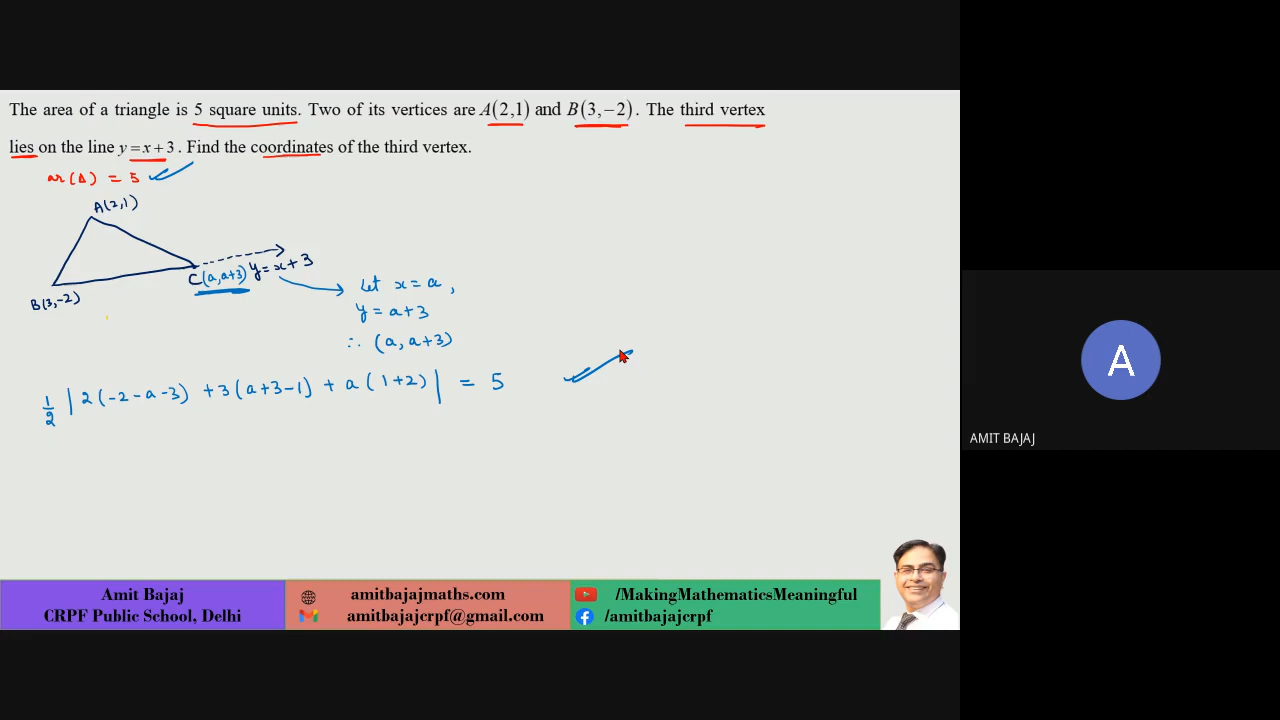 The area of a triangle is 5 square units. Two of its vertices are A(2,1) and B(3,−2). The third vertex
lies on the line y = x + 3. Find the coordinates of the third vertex.
ar(Δ) = 5
A(2,1)
C(a, a+3) y = x + 3
B(3,-2)
Let x = a,
y = a+3
∴ (a, a+3)
1/2 | 2(-2-a-3) + 3(a+3-1) + a(1+2) | = 5
A
AMIT BAJAJ
Amit Bajaj
CRPF Public School, Delhi
amitbajajmaths.com
amitbajajcrpf@gmail.com
/MakingMathematicsMeaningful
/amitbajajcrpf